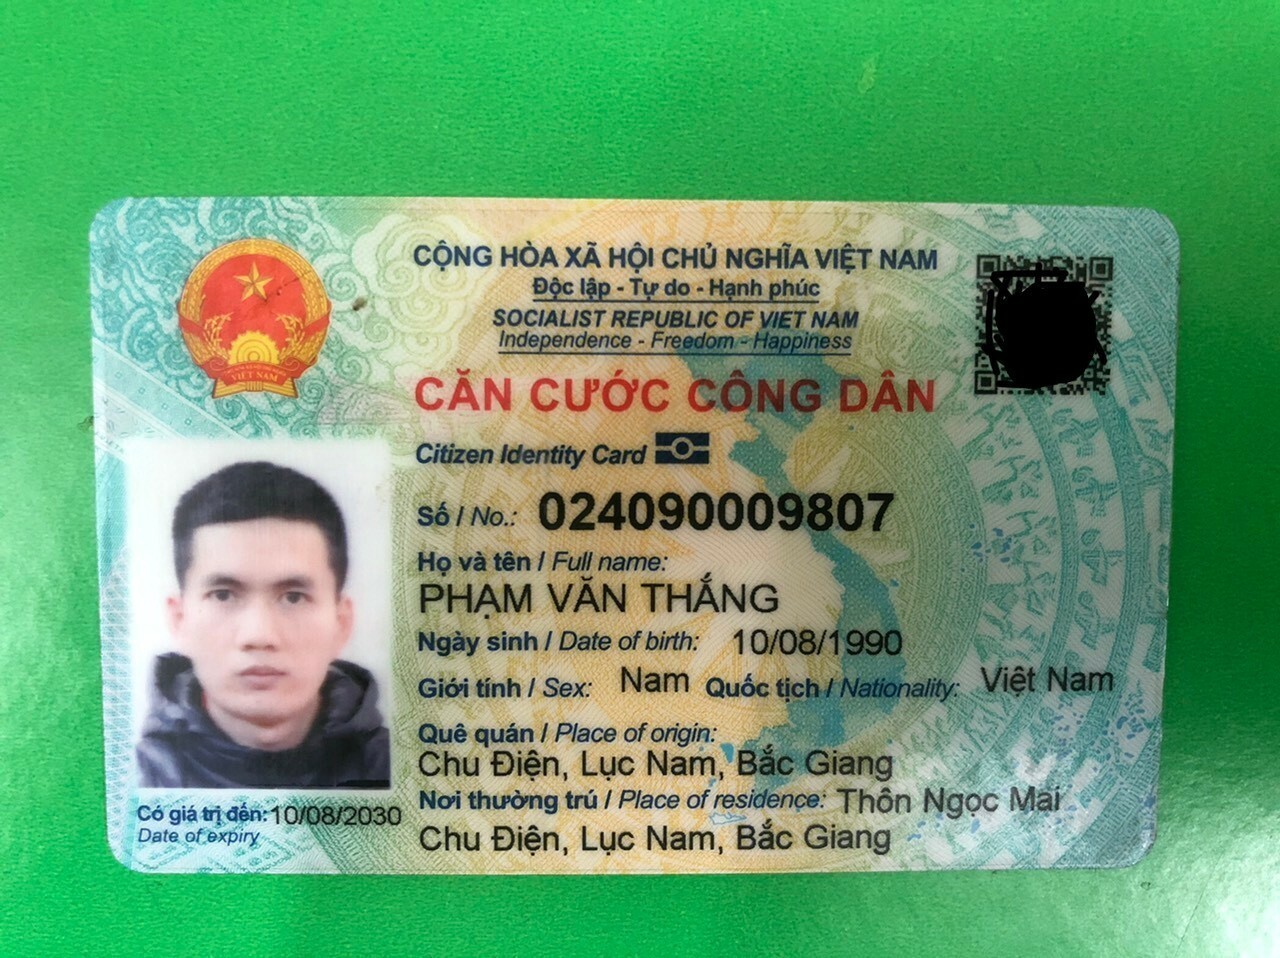 CỘNG HÒA XÃ HỘI CHỦ NGHĨA VIỆT NAM
Độc lập - Tự do - Hạnh phúc
SOCIALIST REPUBLIC OF VIET NAM
Independence - Freedom - Happiness
VIỆT NAM
CĂN CƯỚC CÔNG DÂN
Citizen Identity Card
Số / No.: 024090009807
Họ và tên / Full name:
PHẠM VĂN THẮNG
Ngày sinh / Date of birth: 10/08/1990
Giới tính / Sex: Nam Quốc tịch / Nationality: Việt Nam
Quê quán / Place of origin:
Chu Điện, Lục Nam, Bắc Giang
Nơi thường trú / Place of residence: Thôn Ngọc Mai
Chu Điện, Lục Nam, Bắc Giang
Có giá trị đến: 10/08/2030
Date of expiry